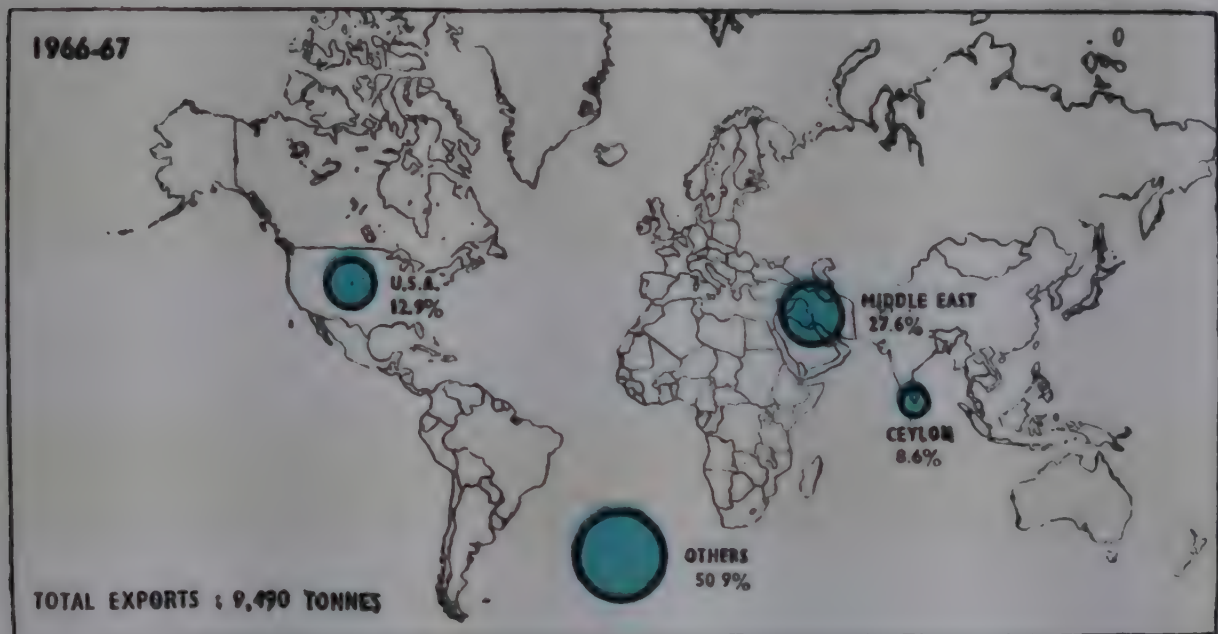 1966-67
U.S.A.
12.9%
MIDDLE EAST
27.6%
CEYLON
8.6%
OTHERS
50 9%
TOTAL EXPORTS : 9,490 TONNES